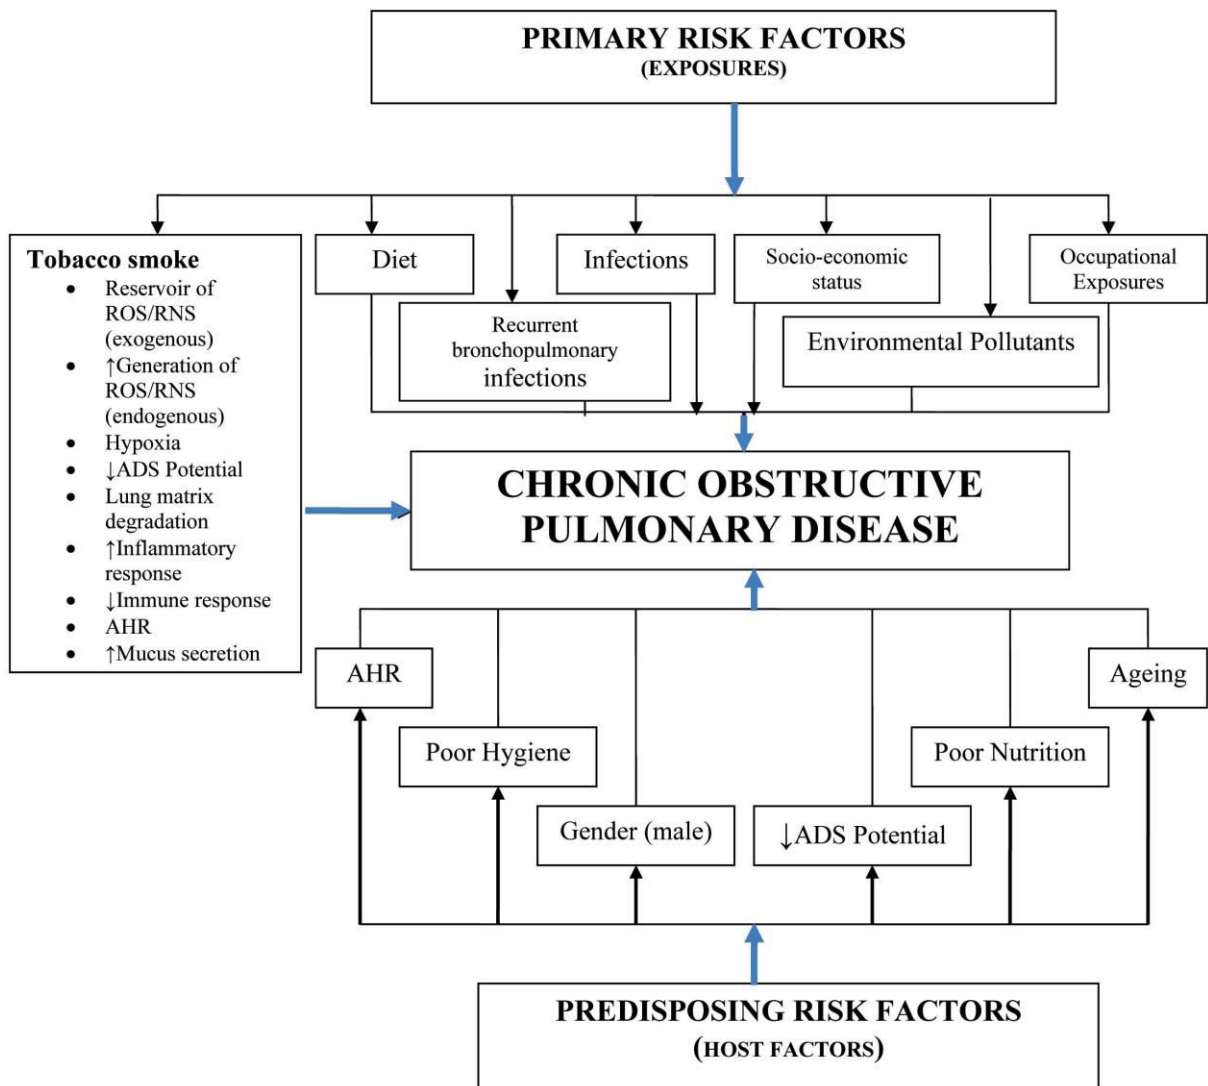 PRIMARY RISK FACTORS
(EXPOSURES)
Tobacco smoke
• Reservoir of
ROS/RNS
(exogenous)
• ↑Generation of
ROS/RNS
(endogenous)
• Hypoxia
• ↓ADS Potential
• Lung matrix
degradation
• ↑Inflammatory
response
• ↓Immune response
• AHR
• ↑Mucus secretion
Diet
Recurrent
bronchopulmonary
infections
Infections
Socio-economic
status
Environmental Pollutants
Occupational
Exposures
CHRONIC OBSTRUCTIVE
PULMONARY DISEASE
AHR
Poor Hygiene
Gender (male)
↓ADS Potential
Poor Nutrition
Ageing
PREDISPOSING RISK FACTORS
(HOST FACTORS)